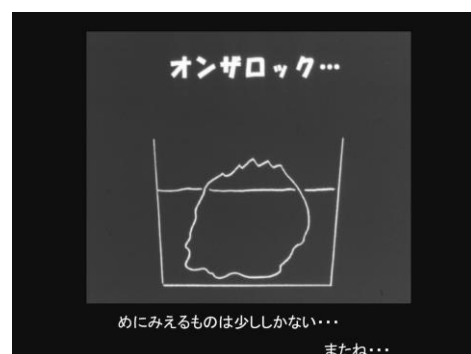 オンザロック…
めにみえるものは少ししかない・・・
またね・・・